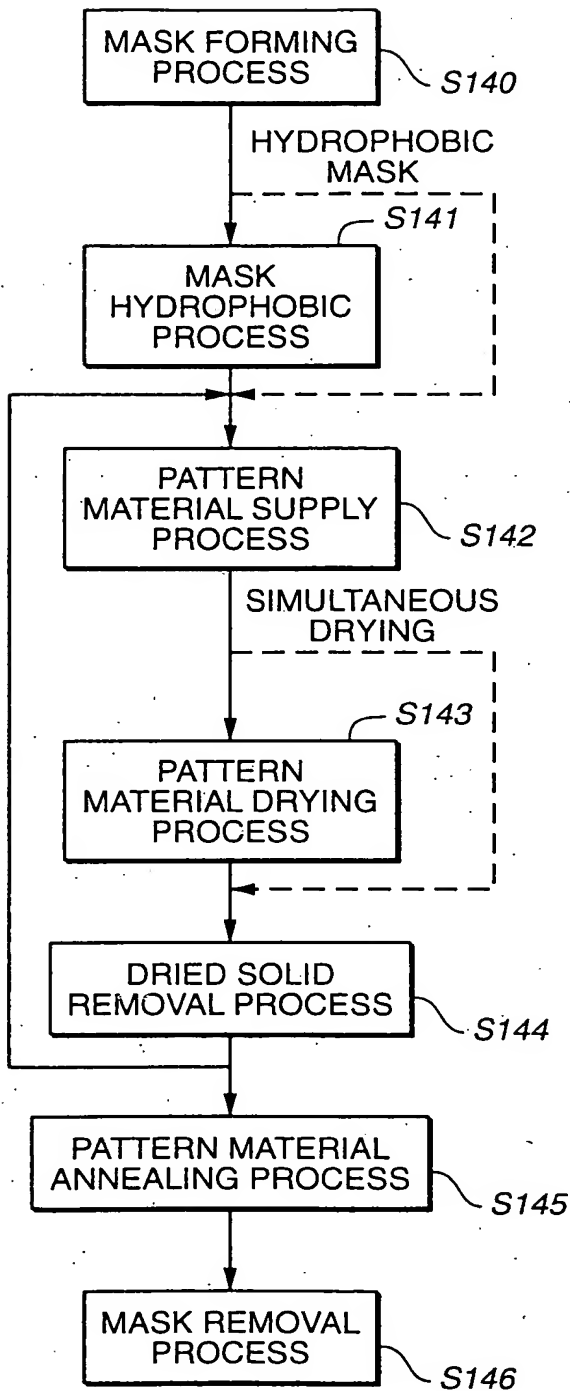 MASK FORMING
PROCESS
S140
HYDROPHOBIC
MASK
S141
MASK
HYDROPHOBIC
PROCESS
PATTERN
MATERIAL SUPPLY
PROCESS
S142
SIMULTANEOUS
DRYING
S143
PATTERN
MATERIAL DRYING
PROCESS
DRIED SOLID
REMOVAL PROCESS
S144
PATTERN MATERIAL
ANNEALING PROCESS
S145
MASK REMOVAL
PROCESS
S146